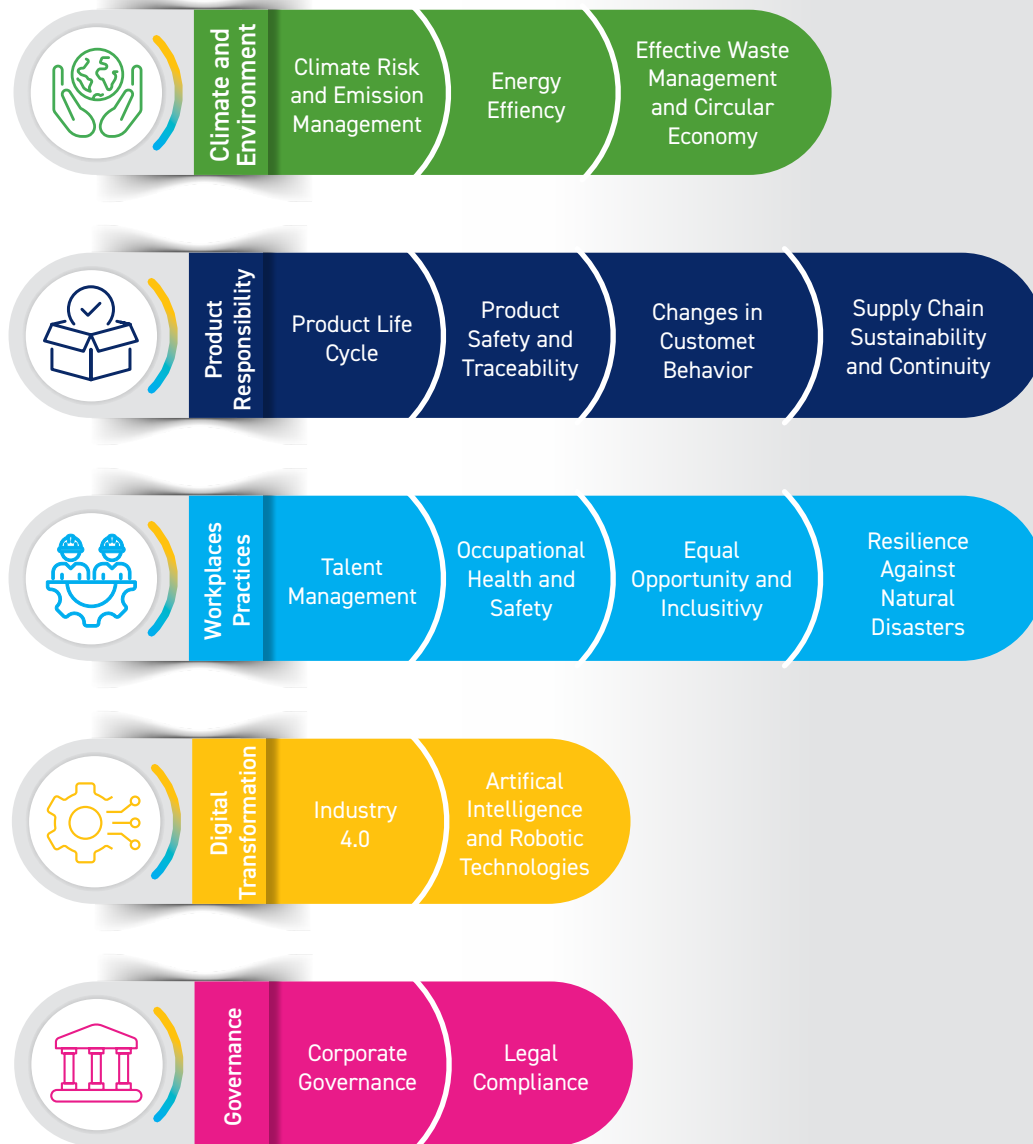 Climate and
Environment
Climate Risk
and Emission
Management
Energy
Effiency
Effective Waste
Management
and Circular
Economy
Product
Responsibility
Product Life
Cycle
Product
Safety and
Traceability
Changes in
Customet
Behavior
Supply Chain
Sustainability
and Continuity
Workplaces
Practices
Talent
Management
Occupational
Health and
Safety
Equal
Opportunity and
Inclusitivy
Resilience
Against
Natural
Disasters
Digital
Transformation
Industry
4.0
Artifical
Intelligence
and Robotic
Technologies
Governance
Corporate
Governance
Legal
Compliance